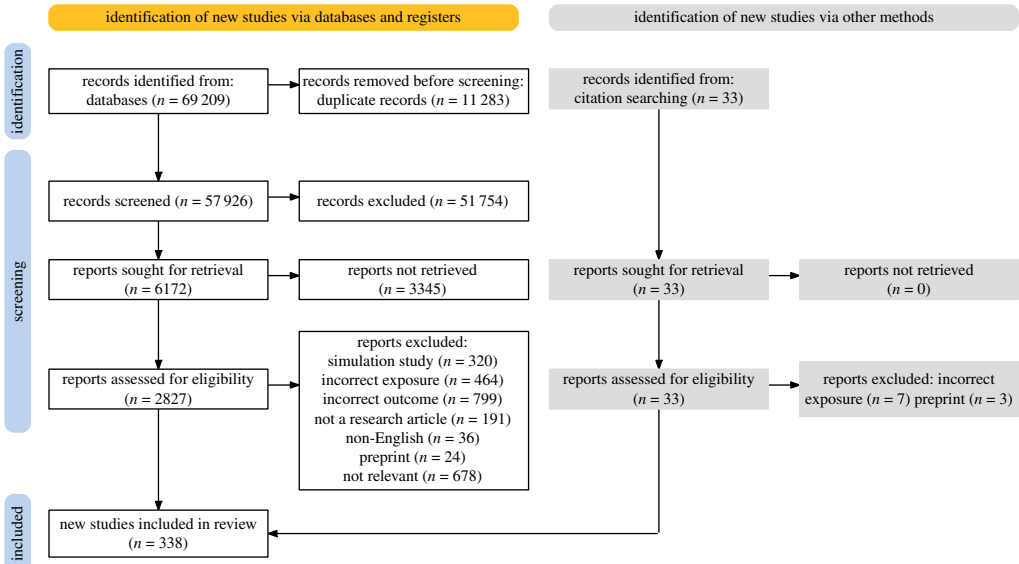 identification of new studies via databases and registers
identification of new studies via other methods
identification
records identified from:
databases (n = 69 209)
records removed before screening:
duplicate records (n = 11 283)
records identified from:
citation searching (n = 33)
screening
records screened (n = 57 926)
records excluded (n = 51 754)
reports sought for retrieval
(n = 6172)
reports not retrieved
(n = 3345)
reports sought for retrieval
(n = 33)
reports not retrieved
(n = 0)
reports assessed for eligibility
(n = 2827)
reports excluded:
simulation study (n = 320)
incorrect exposure (n = 464)
incorrect outcome (n = 799)
not a research article (n = 191)
non-English (n = 36)
preprint (n = 24)
not relevant (n = 678)
reports assessed for eligibility
(n = 33)
reports excluded: incorrect
exposure (n = 7) preprint (n = 3)
included
new studies included in review
(n = 338)